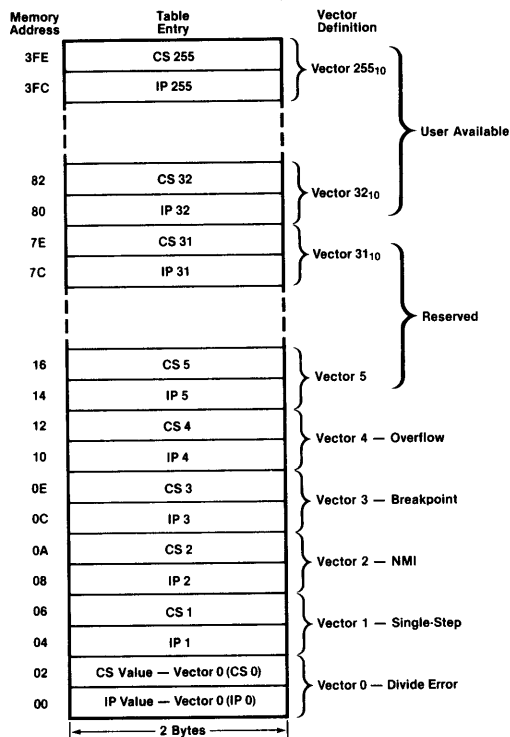 Memory Address
Table Entry
Vector Definition
3FE CS 255
3FC IP 255
Vector 255₁₀
User Available
82 CS 32
80 IP 32
Vector 32₁₀
7E CS 31
7C IP 31
Vector 31₁₀
Reserved
16 CS 5
14 IP 5
Vector 5
12 CS 4
10 IP 4
Vector 4 — Overflow
0E CS 3
0C IP 3
Vector 3 — Breakpoint
0A CS 2
08 IP 2
Vector 2 — NMI
06 CS 1
04 IP 1
Vector 1 — Single-Step
02 CS Value — Vector 0 (CS 0)
00 IP Value — Vector 0 (IP 0)
Vector 0 — Divide Error
2 Bytes